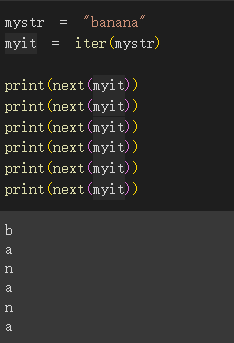 mystr = "banana"
myit = iter(mystr)
print(next(myit))
print(next(myit))
print(next(myit))
print(next(myit))
print(next(myit))
print(next(myit))
b
a
n
a
n
a